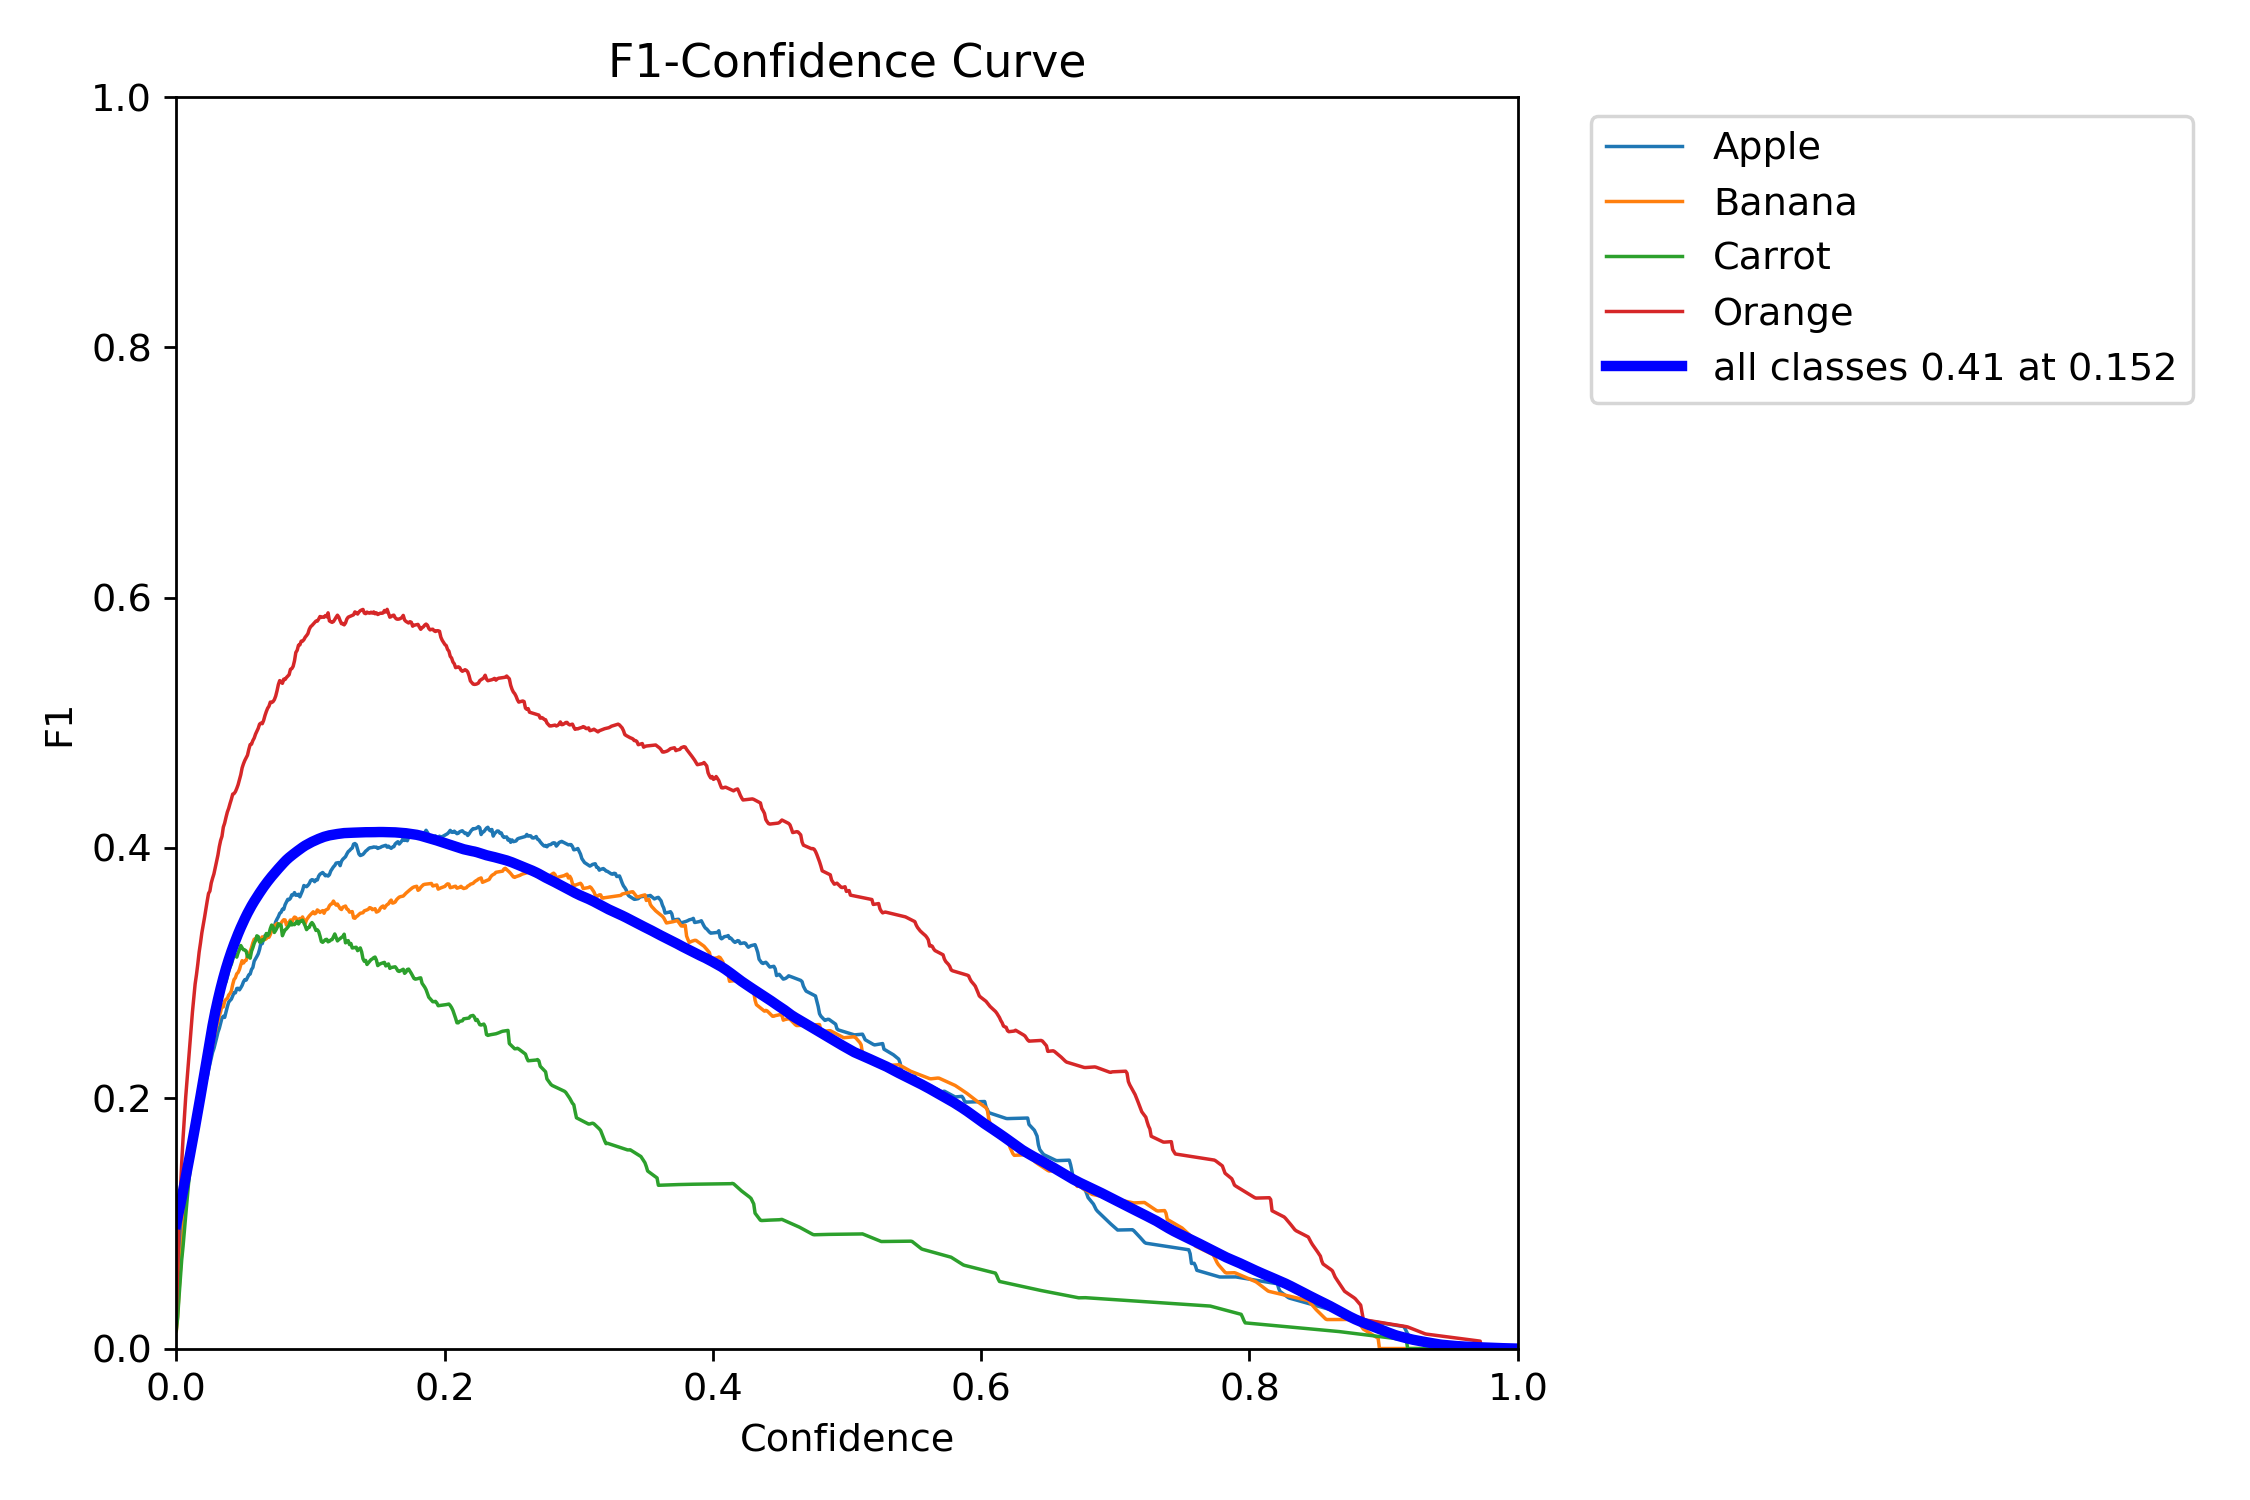 F1-Confidence Curve
1.0
0.8
0.6
0.4
0.2
0.0
F1
0.0 0.2 0.4 0.6 0.8 1.0
Confidence
Apple
Banana
Carrot
Orange
all classes 0.41 at 0.152